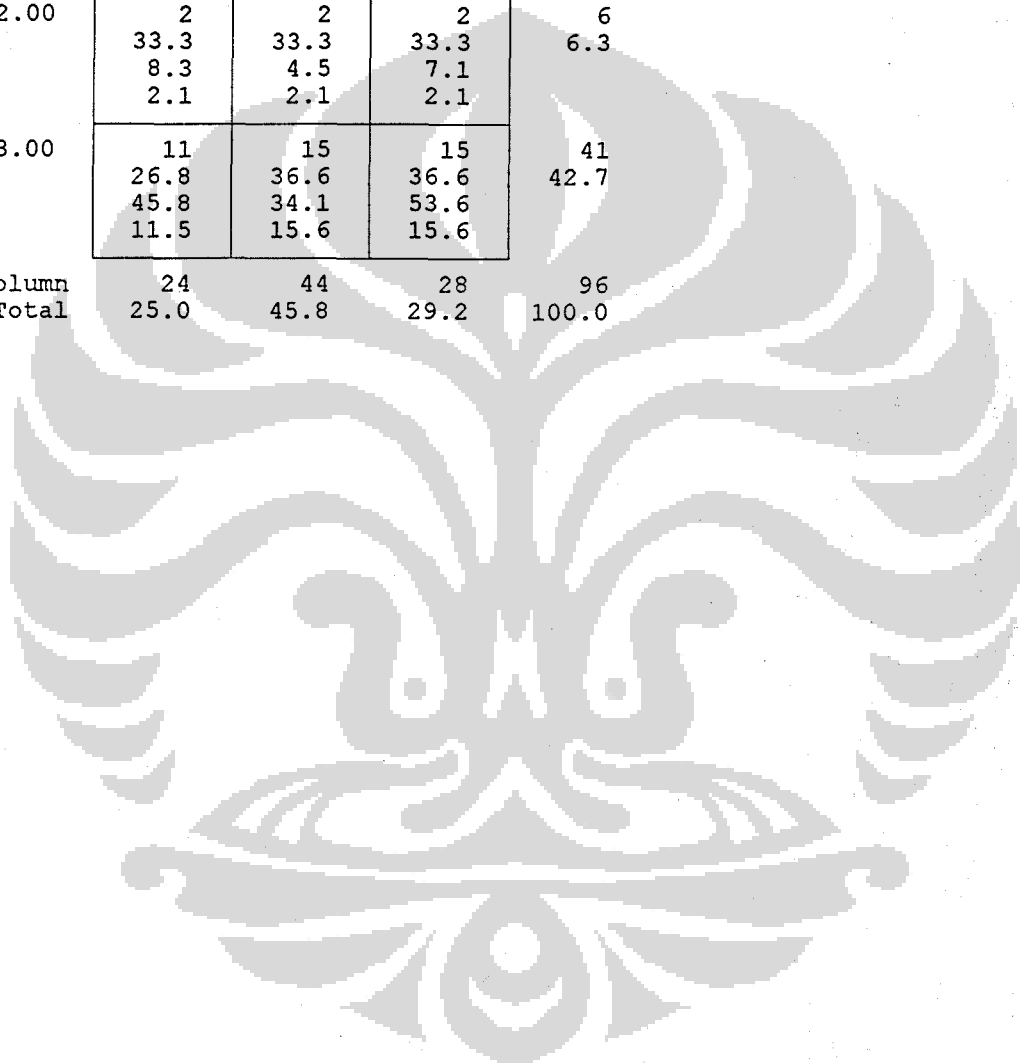 2.00 2 2 2 6
33.3 33.3 33.3 6.3
8.3 4.5 7.1
2.1 2.1 2.1
3.00 11 15 15 41
26.8 36.6 36.6 42.7
45.8 34.1 53.6
11.5 15.6 15.6
olumn 24 44 28 96
Total 25.0 45.8 29.2 100.0